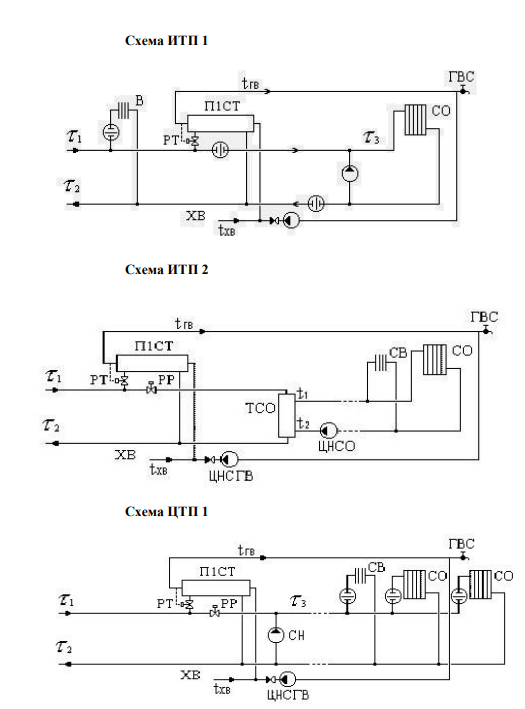 Схема ИТП 1
tгв ГВС
В П1СТ СО
τ1 РТ τ3
τ2
ХВ
tхв
Схема ИТП 2
tгв ГВС
П1СТ СВ СО
τ1 РТ РР
ТСО t1
τ2 t2
ЦНСО
ХВ
tхв
ЦНСГВ
Схема ЦТП 1
tгв ГВС
П1СТ СВ СО СО
τ1 РТ РР τ3
СН
τ2
ХВ
tхв ЦНСГВ